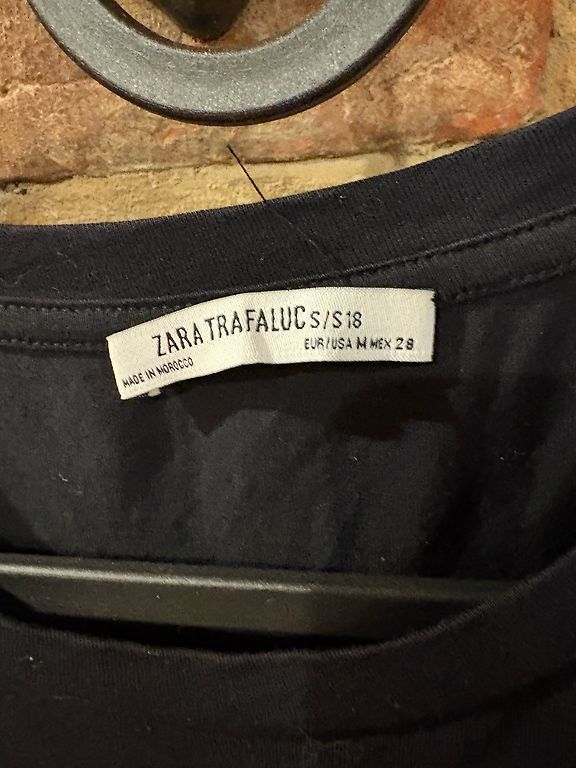 ZARA TRAFALUC S/S18
EUR/USA M MEX 28
MADE IN MOROCCO